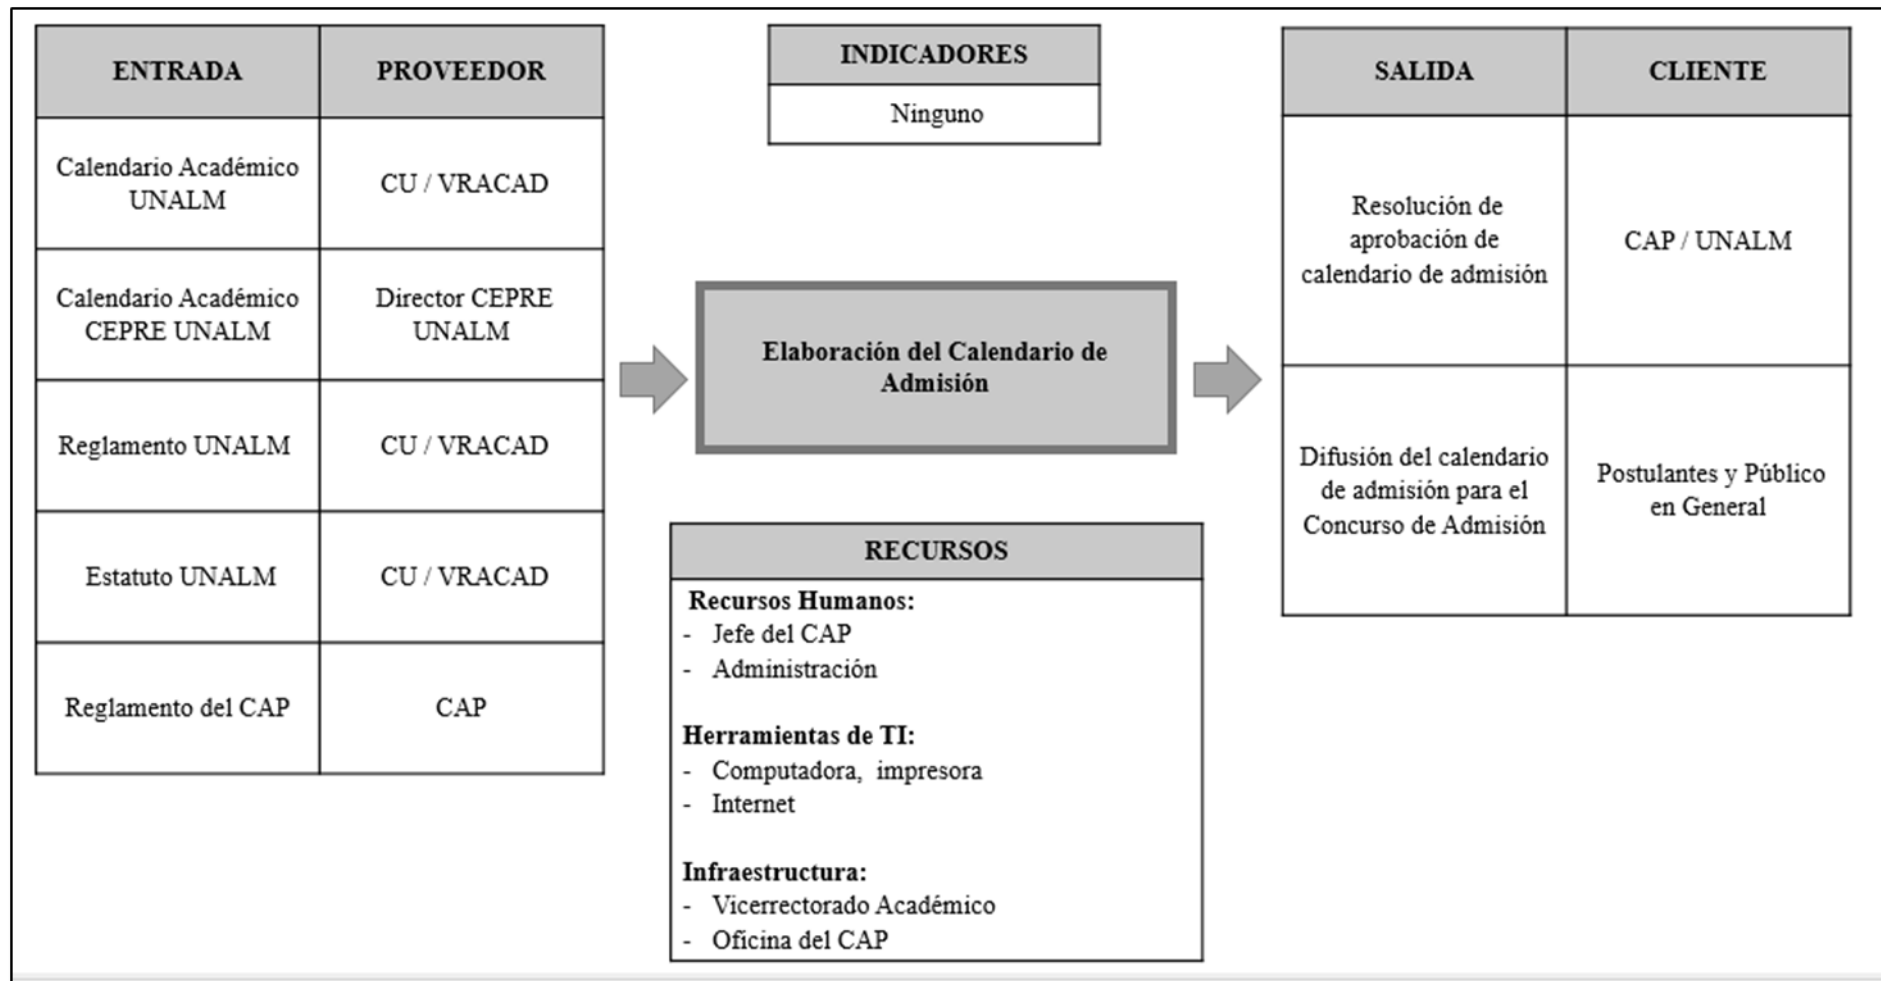 ENTRADA
PROVEEDOR
Calendario Académico
UNALM
CU / VRACAD
Calendario Académico
CEPRE UNALM
Director CEPRE
UNALM
Reglamento UNALM
CU / VRACAD
Estatuto UNALM
CU / VRACAD
Reglamento del CAP
CAP
INDICADORES
Ninguno
Elaboración del Calendario de
Admisión
RECURSOS
Recursos Humanos:
- Jefe del CAP
- Administración
Herramientas de TI:
- Computadora, impresora
- Internet
Infraestructura:
- Vicerrectorado Académico
- Oficina del CAP
SALIDA
CLIENTE
Resolución de
aprobación de
calendario de admisión
CAP / UNALM
Difusión del calendario
de admisión para el
Concurso de Admisión
Postulantes y Público
en General